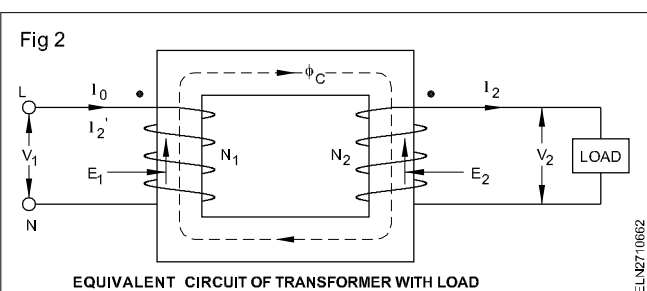 Fig 2
L I₀ ϕC I₂
I₂'
V₁ E₁ N₁ N₂ E₂ V₂ LOAD
N
EQUIVALENT CIRCUIT OF TRANSFORMER WITH LOAD
ELN2710662